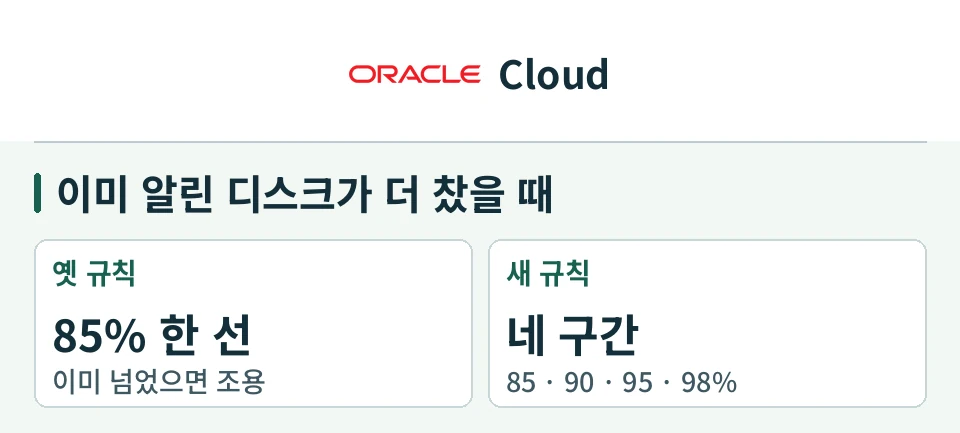 ORACLE Cloud
이미 알린 디스크가 더 찼을 때
옛 규칙
85% 한 선
이미 넘었으면 조용
새 규칙
네 구간
85 · 90 · 95 · 98%